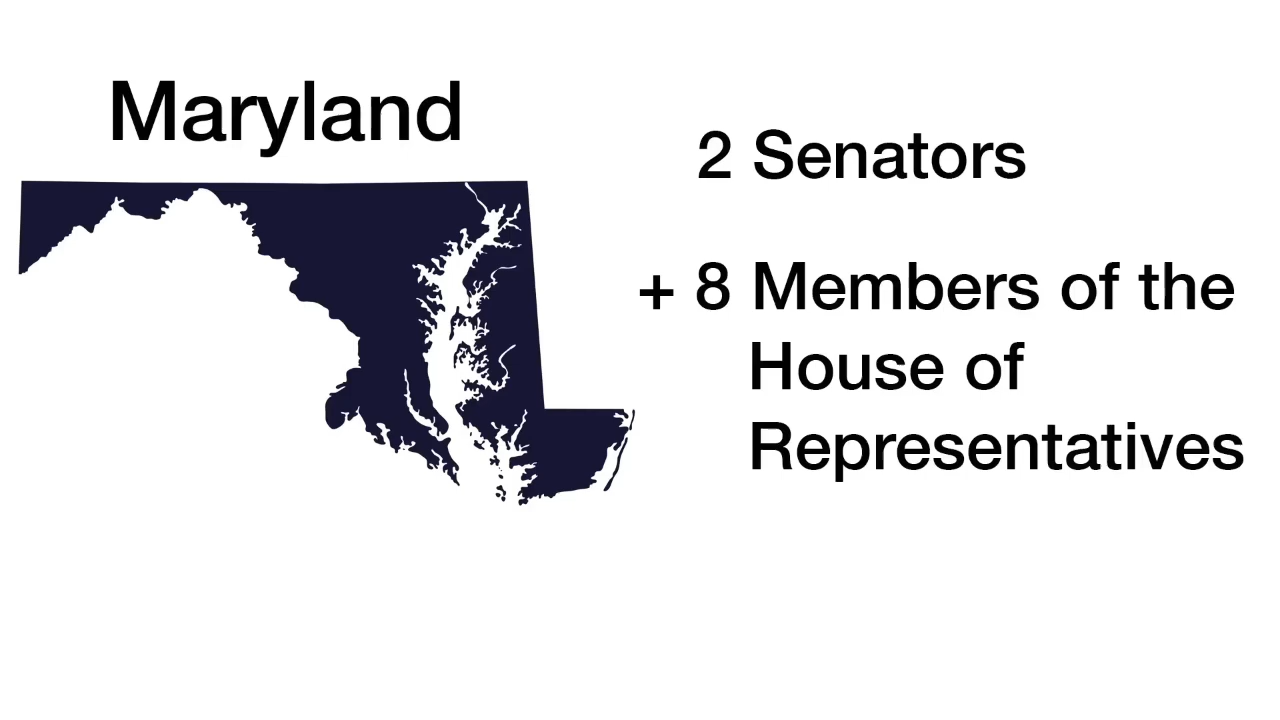 Maryland
2 Senators
+ 8 Members of the
House of
Representatives